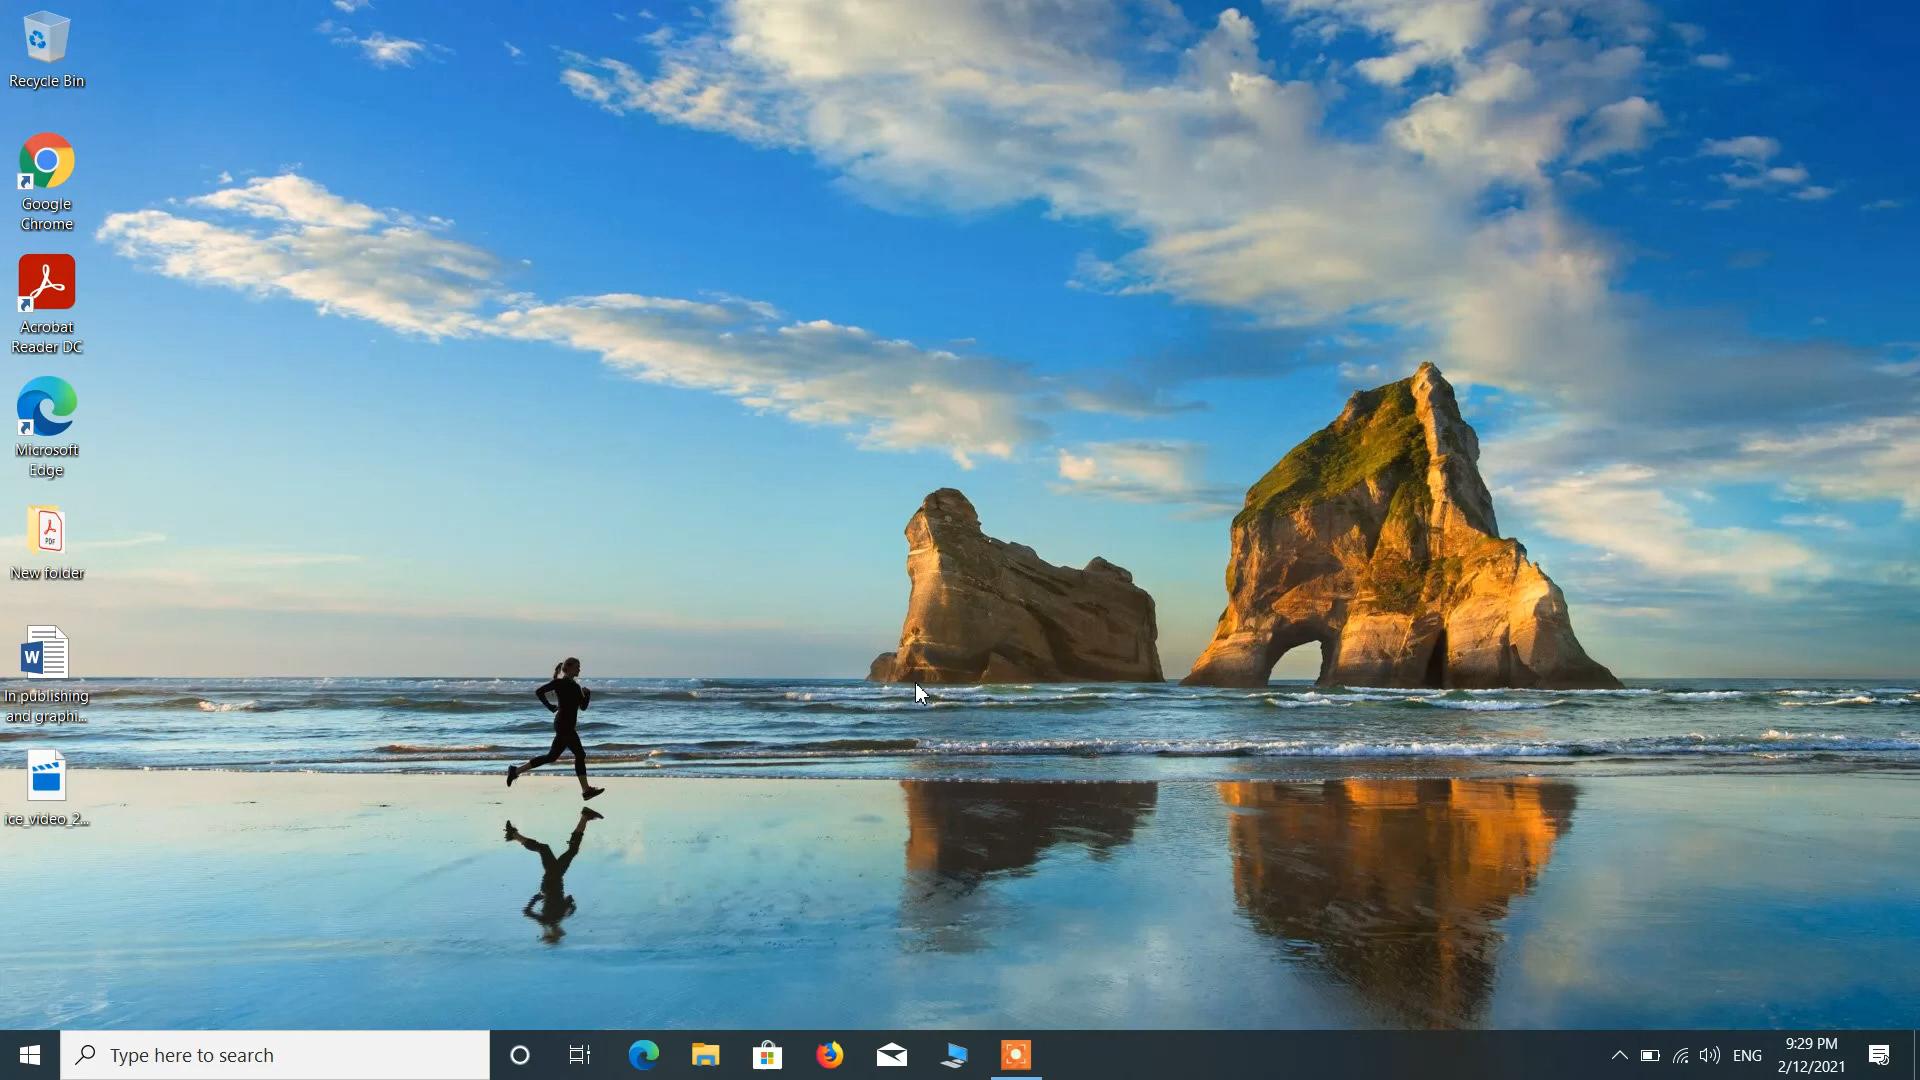 Recycle Bin
Google
Chrome
Acrobat
Reader DC
Microsoft
Edge
PDF
New folder
W
In publishing
and graphi...
ice_video_2...
Type here to search
ENG
9:29 PM
2/12/2021